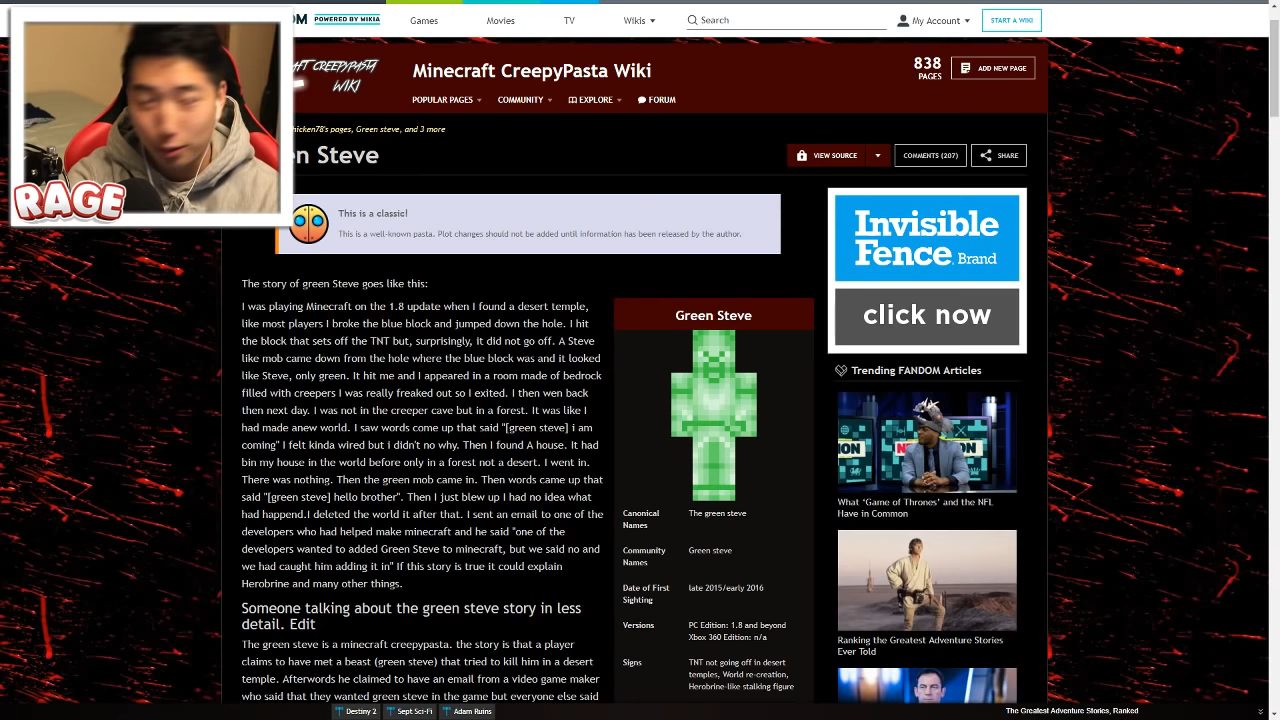 OM POWERED BY WIKIA Games Movies TV Wikis Search My Account START A WIKI
RAFT CREEPYPASTA WIKI
Minecraft CreepyPasta Wiki
838 PAGES
ADD NEW PAGE
POPULAR PAGES COMMUNITY EXPLORE FORUM
hicken78's pages, Green steve, and 3 more
en Steve
VIEW SOURCE COMMENTS (207) SHARE
RAGE
This is a classic!
This is a well-known pasta. Plot changes should not be added until information has been released by the author.
The story of green Steve goes like this:
I was playing Minecraft on the 1.8 update when I found a desert temple,
like most players I broke the blue block and jumped down the hole. I hit
the block that sets off the TNT but, surprisingly, it did not go off. A Steve
like mob came down from the hole where the blue block was and it looked
like Steve, only green. It hit me and I appeared in a room made of bedrock
filled with creepers I was really freaked out so I exited. I then wen back
then next day. I was not in the creeper cave but in a forest. It was like I
had made anew world. I saw words come up that said "[green steve] i am
coming" I felt kinda wired but i didn't no why. Then I found A house. It had
bin my house in the world before only in a forest not a desert. I went in.
There was nothing. Then the green mob came in. Then words came up that
said "[green steve] hello brother". Then I just blew up I had no idea what
had happend.I deleted the world it after that. I sent an email to one of the
developers who had helped make minecraft and he said "one of the
developers wanted to added Green Steve to minecraft, but we said no and
we had caught him adding it in" If this story is true it could explain
Herobrine and many other things.
Someone talking about the green steve story in less
detail. Edit
The green steve is a minecraft creepypasta. the story is that a player
claims to have met a beast (green steve) that tried to kill him in a desert
temple. Afterwords he claimed to have an email from a video game maker
who said that they wanted green steve in the game but everyone else said
Green Steve
Canonical Names
The green steve
Community Names
Green steve
Date of First Sighting
late 2015/early 2016
Versions
PC Edition: 1.8 and beyond
Xbox 360 Edition: n/a
Signs
TNT not going off in desert
temples, World re-creation,
Herobrine-like stalking figure
Invisible
Fence Brand
click now
Trending FANDOM Articles
What 'Game of Thrones' and the NFL
Have in Common
Ranking the Greatest Adventure Stories
Ever Told
Destiny 2 Sept Sci-Fi Adam Ruins
The Greatest Adventure Stories, Ranked